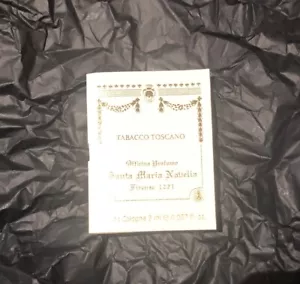 TABACCO TOSCANO
Officina Profumo
Santa Maria Novella
Firenze 1221